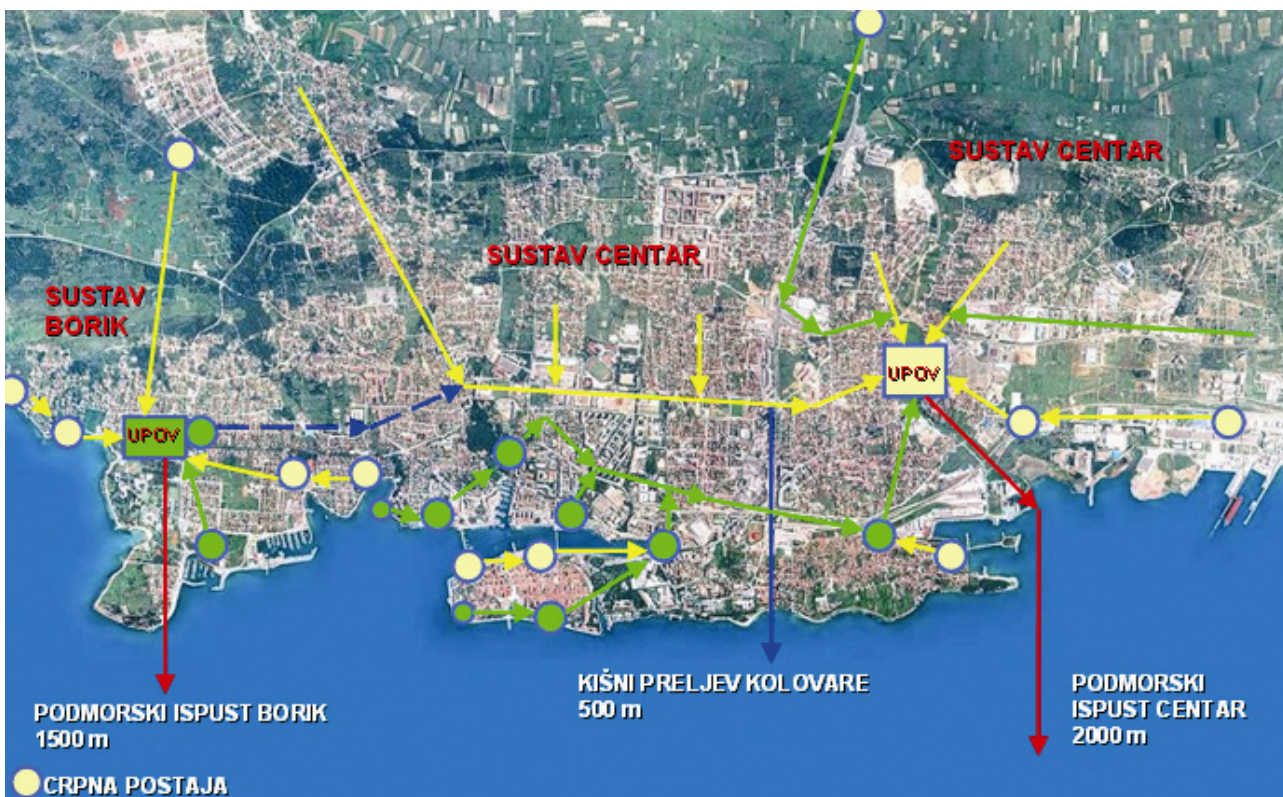 SUSTAV CENTAR
SUSTAV CENTAR
SUSTAV
BORIK
UPOV
UPOV
KIŠNI PRELJEV KOLOVARE
500 m
PODMORSKI
ISPUST CENTAR
2000 m
PODMORSKI ISPUST BORIK
1500 m
CRPNA POSTAJA